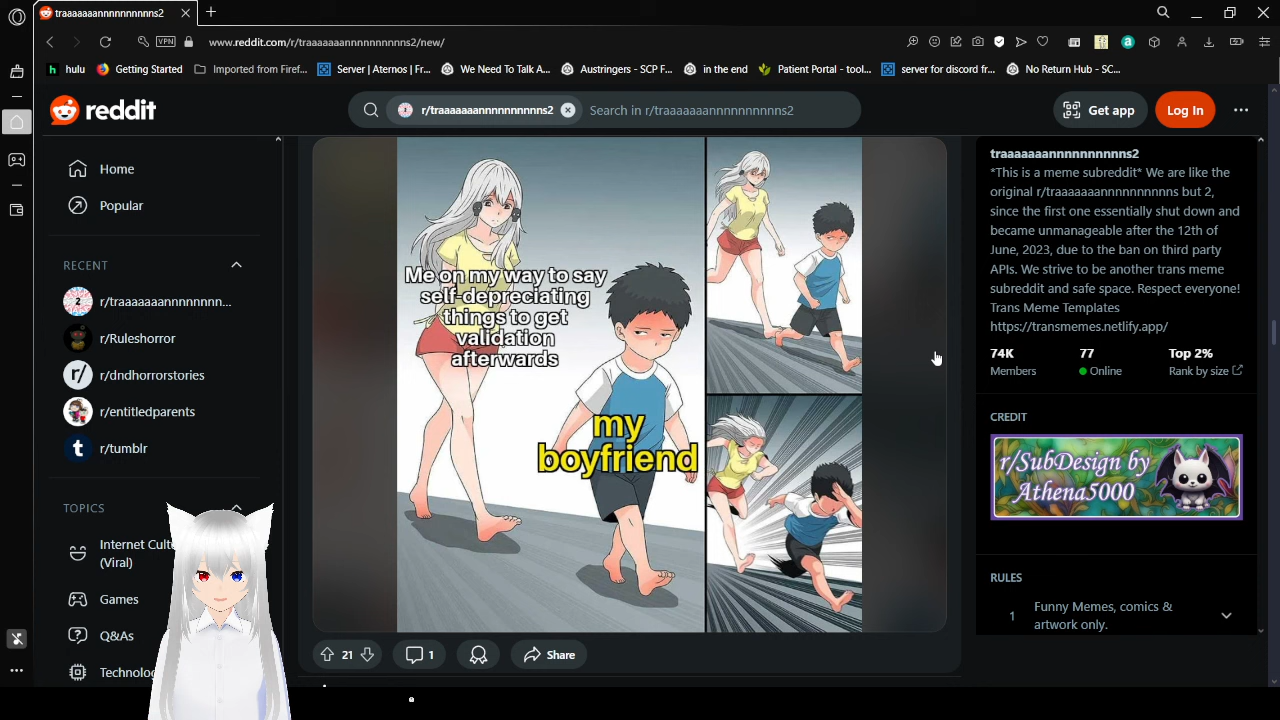 traaaaaaannnnnnnnnns2
VPN
www.reddit.com/r/traaaaaaannnnnnnnnns2/new/
h hulu
Getting Started
Imported from Firef...
Server | Aternos | Fr...
We Need To Talk A...
Austringers - SCP F...
in the end
Patient Portal - tool...
server for discord fr...
No Return Hub - SC...
reddit
r/traaaaaaannnnnnnnnns2
Search in r/traaaaaaannnnnnnnnns2
Get app
Log In
Home
Popular
RECENT
2
r/traaaaaaannnnnnn...
r/Ruleshorror
r/ r/dndhorrorstories
r/entitledparents
t r/tumblr
TOPICS
Internet Cult
(Viral)
Games
Q&As
Technolog
Me on my way to say
self-depreciating
things to get
validation
afterwards
my
boyfriend
21
1
Share
traaaaaaannnnnnnnnns2
*This is a meme subreddit* We are like the
original r/traaaaaaannnnnnnnnns but 2,
since the first one essentially shut down and
became unmanageable after the 12th of
June, 2023, due to the ban on third party
APIs. We strive to be another trans meme
subreddit and safe space. Respect everyone!
Trans Meme Templates
https://transmemes.netlify.app/
74K
Members
77
Online
Top 2%
Rank by size
CREDIT
r/SubDesign by
Athena5000
RULES
1
Funny Memes, comics &
artwork only.